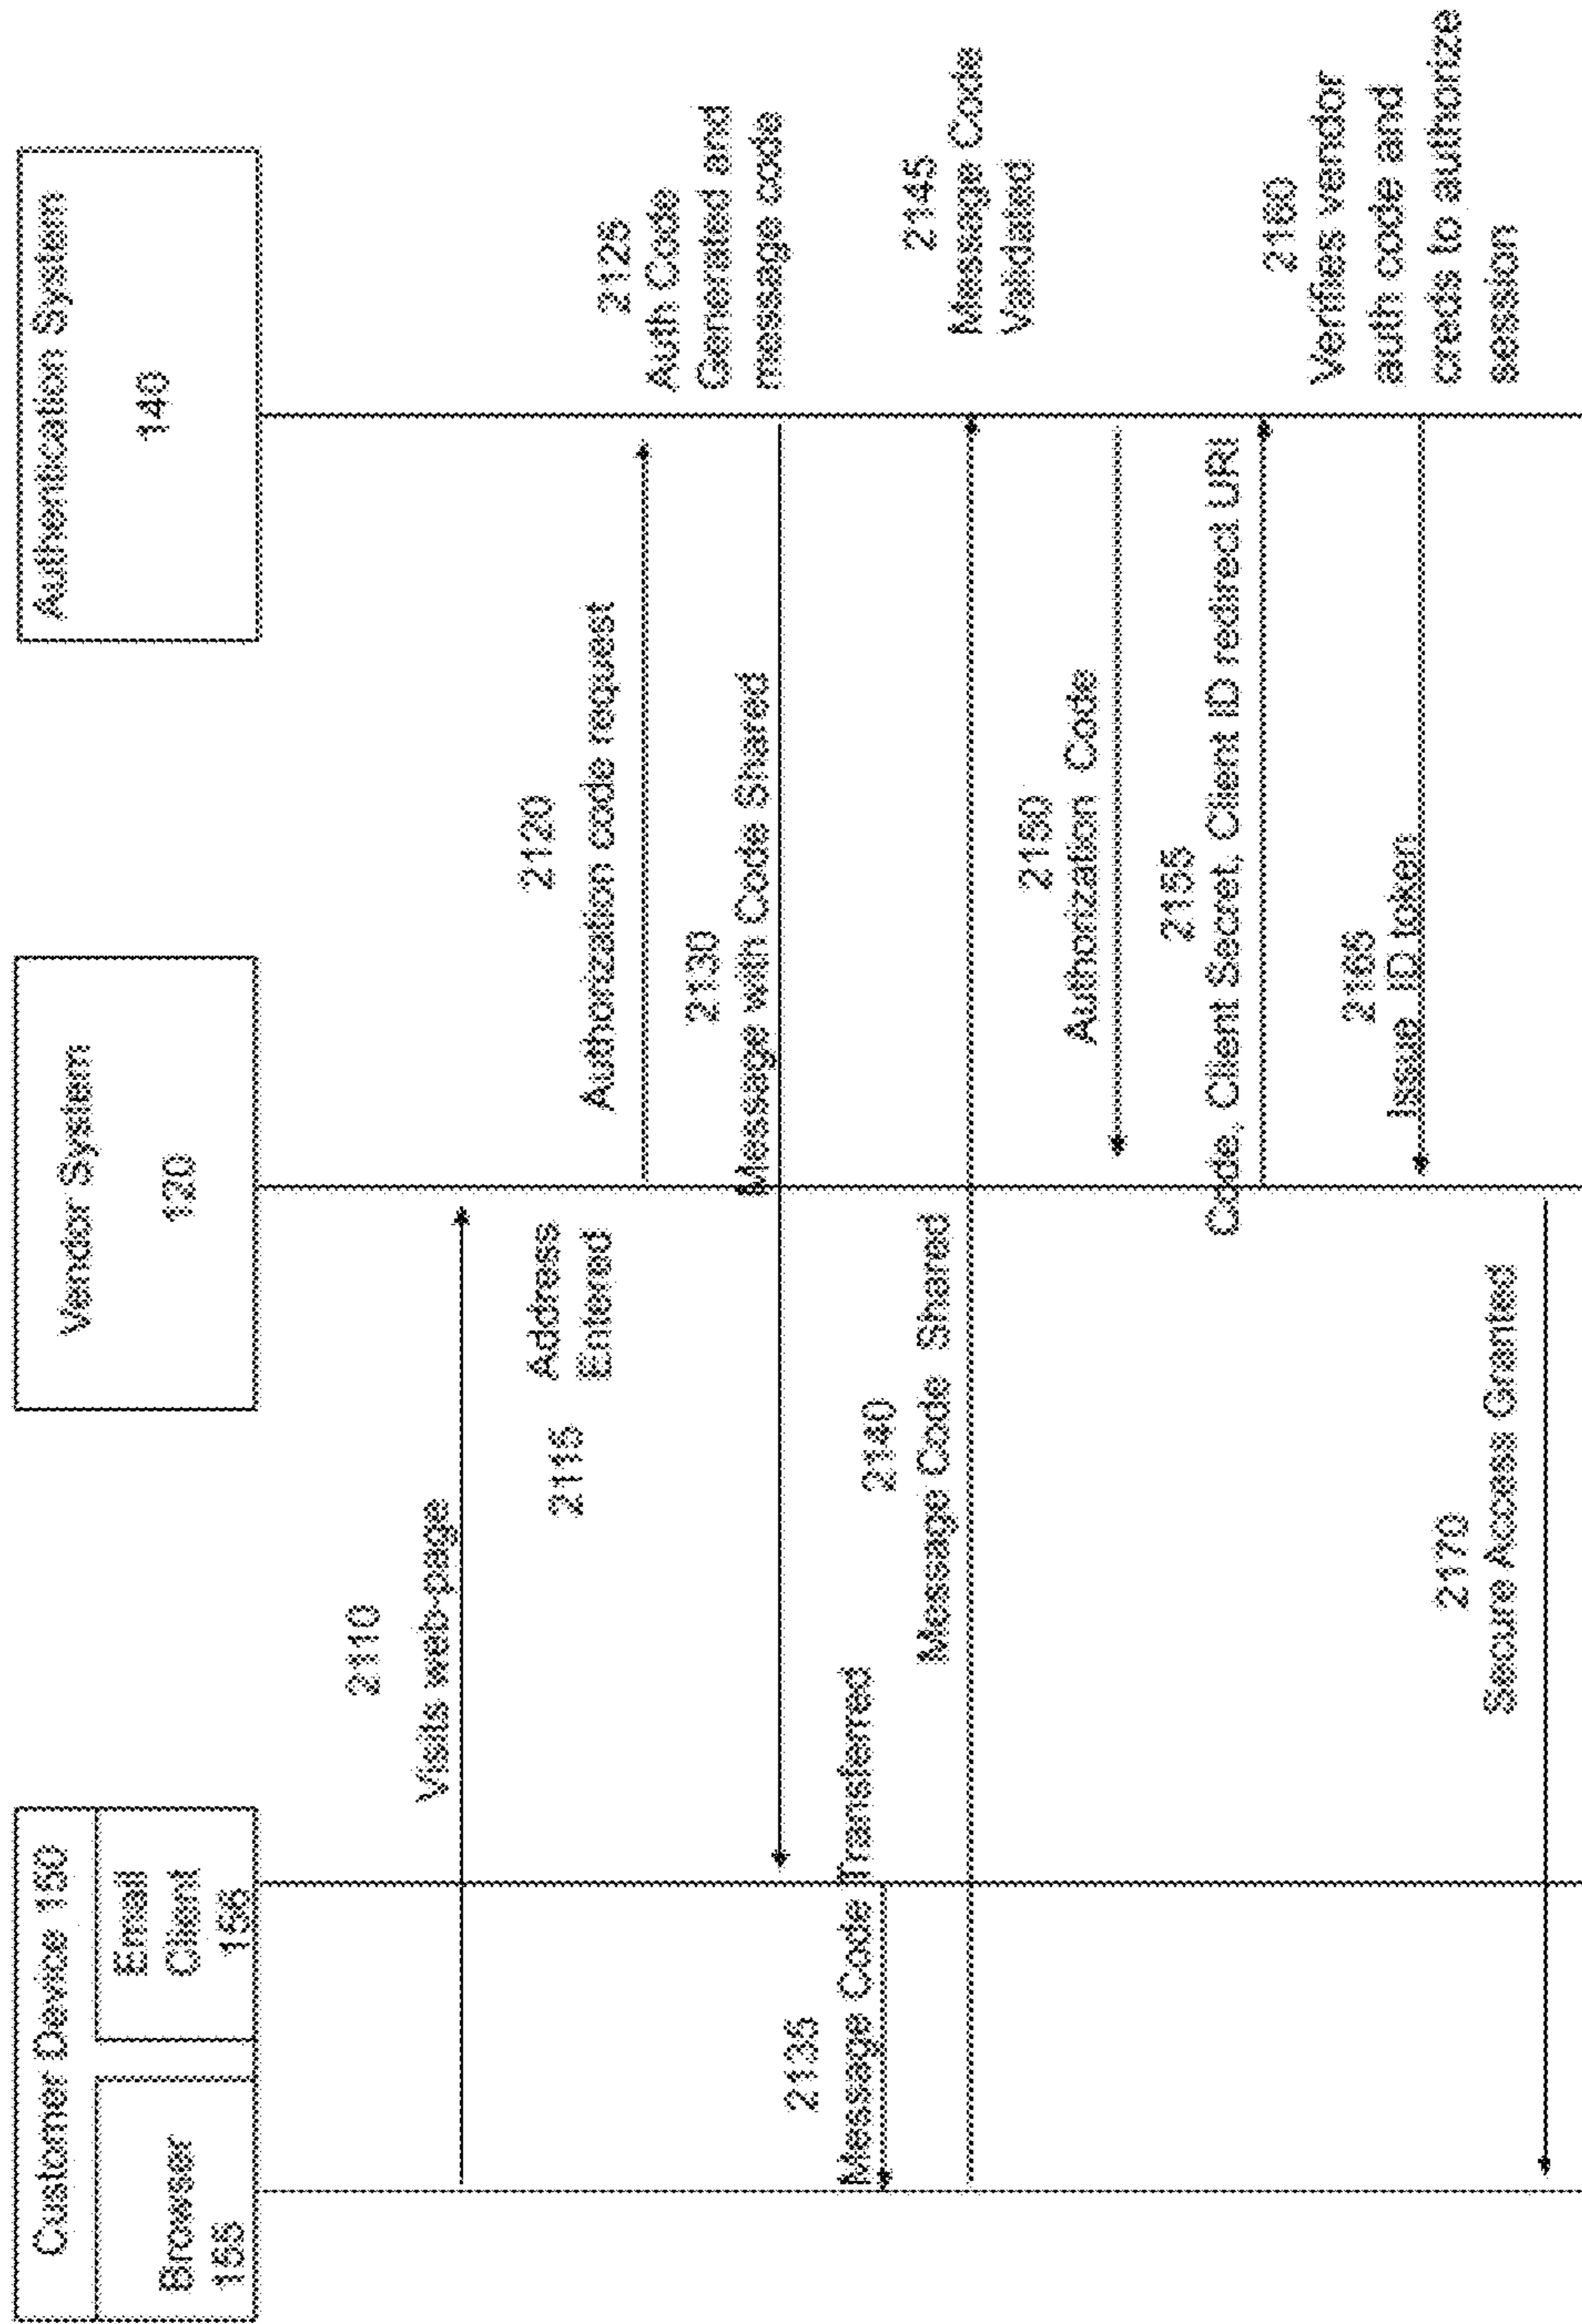 Customer Device 150
Browser
155
Email
Client
156
Vendor System
120
Authentication System
140
2110
Visits web-page
2115
Address
Entered
2120
Authorization code request
2125
Auth Code
Generated and
message code
2130
Message with Code Shared
2135
Message Code Transferred
2140
Message Code Shared
2145
Message Code
Validated
2150
Authorization Code
2155
Code, Client Secret, Client ID redirect URI
2160
Verifies vendor
auth code and
creds to authorize
session
2165
Issue ID token
2170
Secure Access Granted